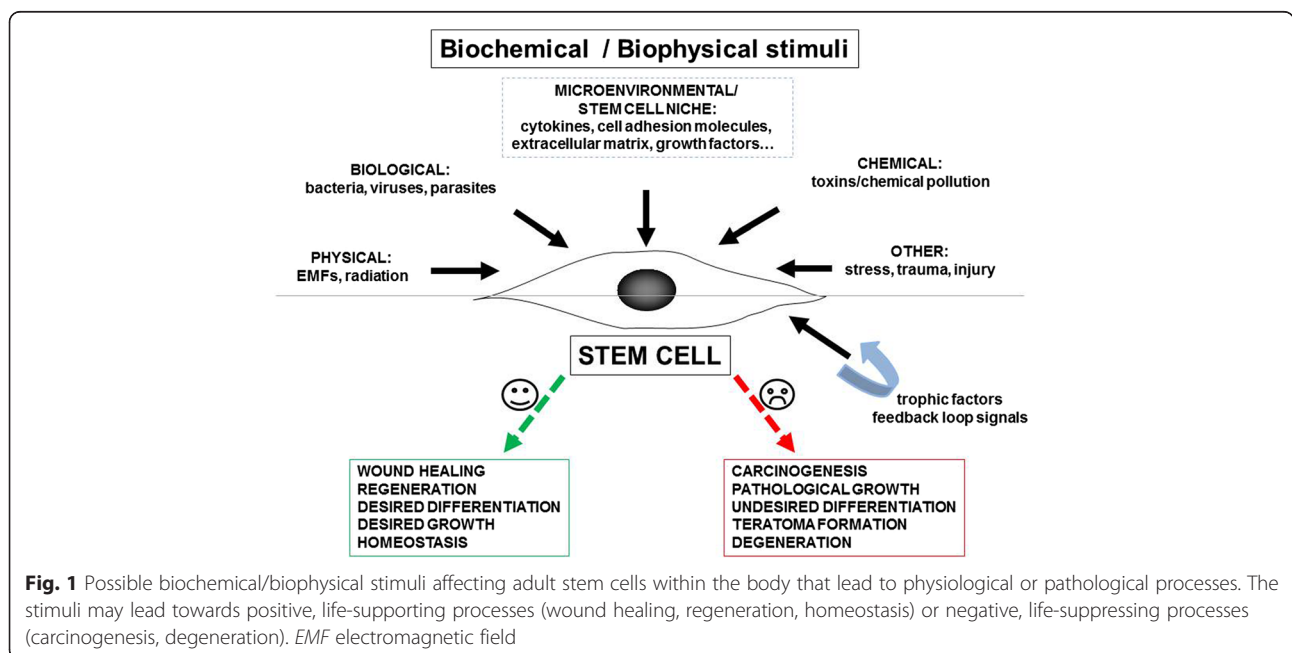 Biochemical / Biophysical stimuli
MICROENVIRONMENTAL/
STEM CELL NICHE:
cytokines, cell adhesion molecules,
extracellular matrix, growth factors...
BIOLOGICAL:
bacteria, viruses, parasites
CHEMICAL:
toxins/chemical pollution
PHYSICAL:
EMFs, radiation
OTHER:
stress, trauma, injury
STEM CELL
trophic factors
feedback loop signals
WOUND HEALING
REGENERATION
DESIRED DIFFERENTIATION
DESIRED GROWTH
HOMEOSTASIS
CARCINOGENESIS
PATHOLOGICAL GROWTH
UNDESIRED DIFFERENTIATION
TERATOMA FORMATION
DEGENERATION
Fig. 1 Possible biochemical/biophysical stimuli affecting adult stem cells within the body that lead to physiological or pathological processes. The
stimuli may lead towards positive, life-supporting processes (wound healing, regeneration, homeostasis) or negative, life-suppressing processes
(carcinogenesis, degeneration). EMF electromagnetic field